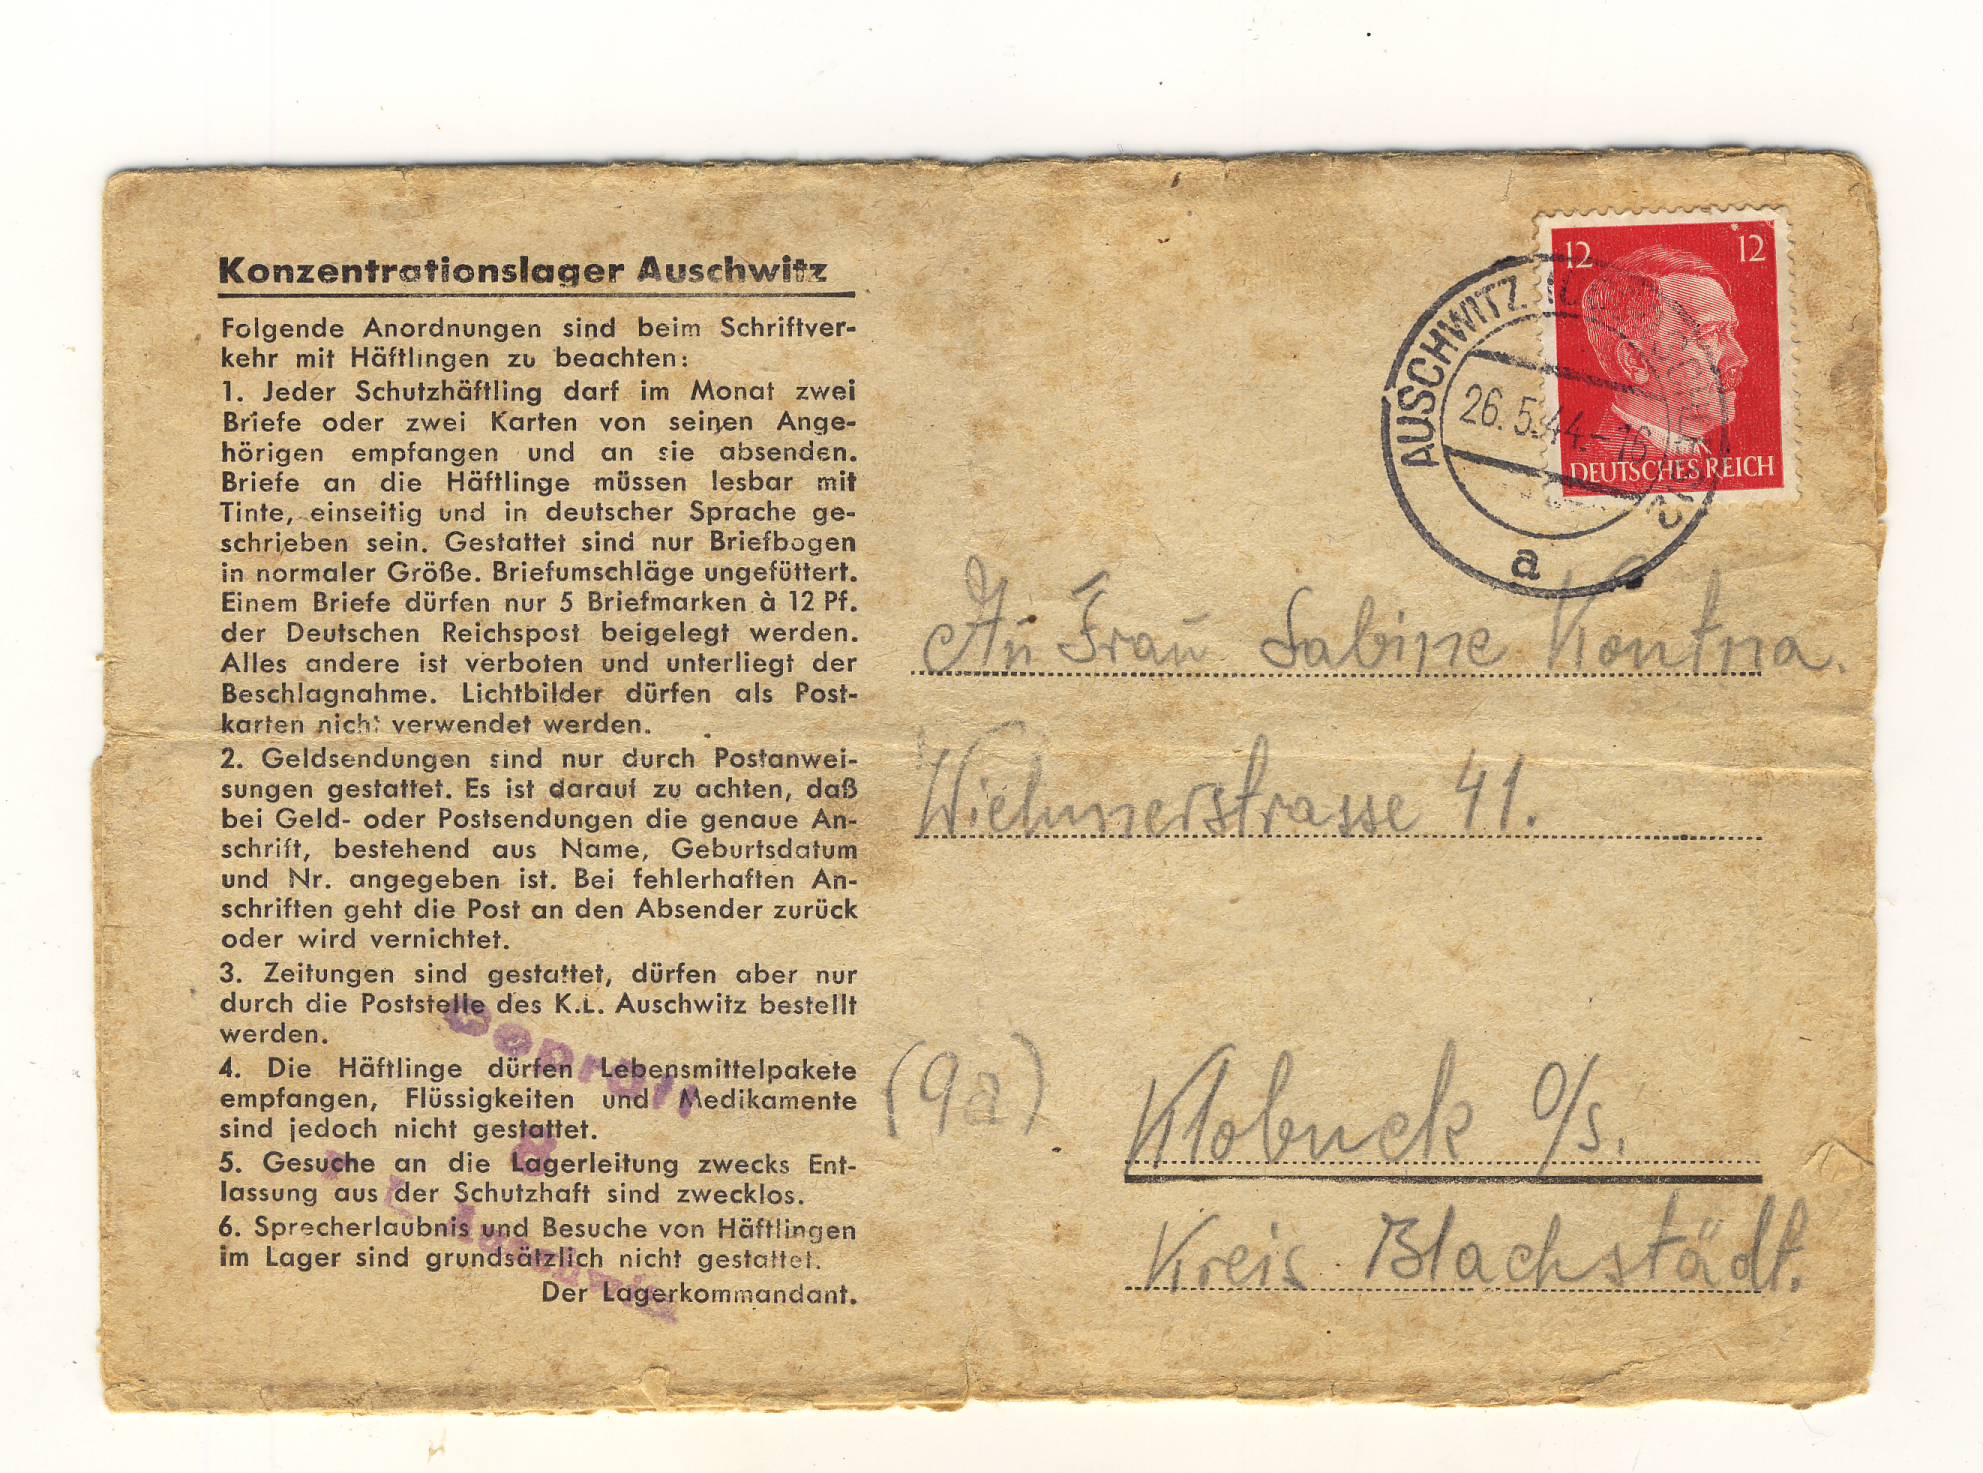 Konzentrationslager Auschwitz
Folgende Anordnungen sind beim Schriftver-
kehr mit Häftlingen zu beachten:
1. Jeder Schutzhäftling darf im Monat zwei
Briefe oder zwei Karten von seinen Ange-
hörigen empfangen und an sie absenden.
Briefe an die Häftlinge müssen lesbar mit
Tinte, einseitig und in deutscher Sprache ge-
schrieben sein. Gestattet sind nur Briefbogen
in normaler Größe. Briefumschläge ungefüttert.
Einem Briefe dürfen nur 5 Briefmarken à 12 Pf.
der Deutschen Reichspost beigelegt werden.
Alles andere ist verboten und unterliegt der
Beschlagnahme. Lichtbilder dürfen als Post-
karten nicht verwendet werden.
2. Geldsendungen sind nur durch Postanwei-
sungen gestattet. Es ist darauf zu achten, daß
bei Geld- oder Postsendungen die genaue An-
schrift, bestehend aus Name, Geburtsdatum
und Nr. angegeben ist. Bei fehlerhaften An-
schriften geht die Post an den Absender zurück
oder wird vernichtet.
3. Zeitungen sind gestattet, dürfen aber nur
durch die Poststelle des K.L. Auschwitz bestellt
werden.
4. Die Häftlinge dürfen Lebensmittelpakete
empfangen, Flüssigkeiten und Medikamente
sind jedoch nicht gestattet.
5. Gesuche an die Lagerleitung zwecks Ent-
lassung aus der Schutzhaft sind zwecklos.
6. Sprecherlaubnis und Besuche von Häftlingen
im Lager sind grundsätzlich nicht gestattet.
Der Lagerkommandant.
Geprüft
8
K.L. Auschwitz
12 12
DEUTSCHES REICH
AUSCHWITZ
26.5.44.-16
a
An Frau Sabine Kontna.
41.
(9a) Klobuck O/S.
Kreis Blachstädt.